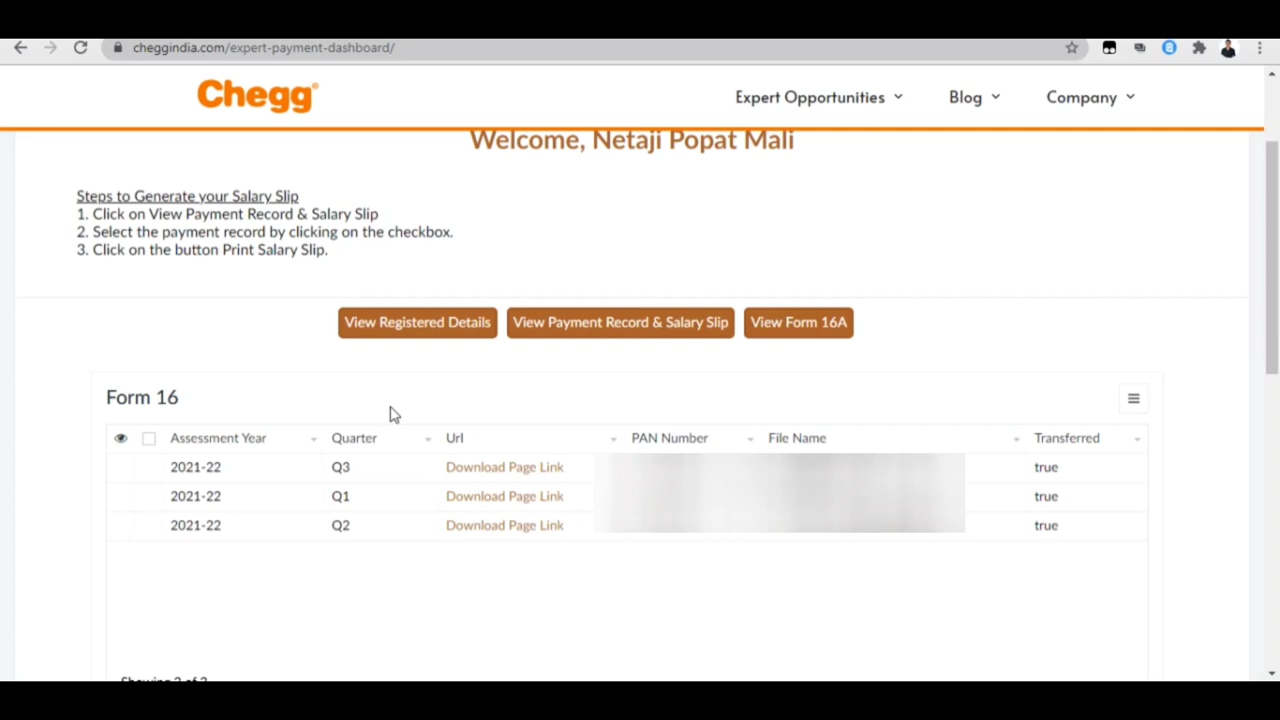 cheggindia.com/expert-payment-dashboard/
Chegg®
Expert Opportunities
Blog
Company
Welcome, Netaji Popat Mali
Steps to Generate your Salary Slip
1. Click on View Payment Record & Salary Slip
2. Select the payment record by clicking on the checkbox.
3. Click on the button Print Salary Slip.
View Registered Details
View Payment Record & Salary Slip
View Form 16A
Form 16
Assessment Year Quarter Url PAN Number File Name Transferred
2021-22 Q3 Download Page Link true
2021-22 Q1 Download Page Link true
2021-22 Q2 Download Page Link true